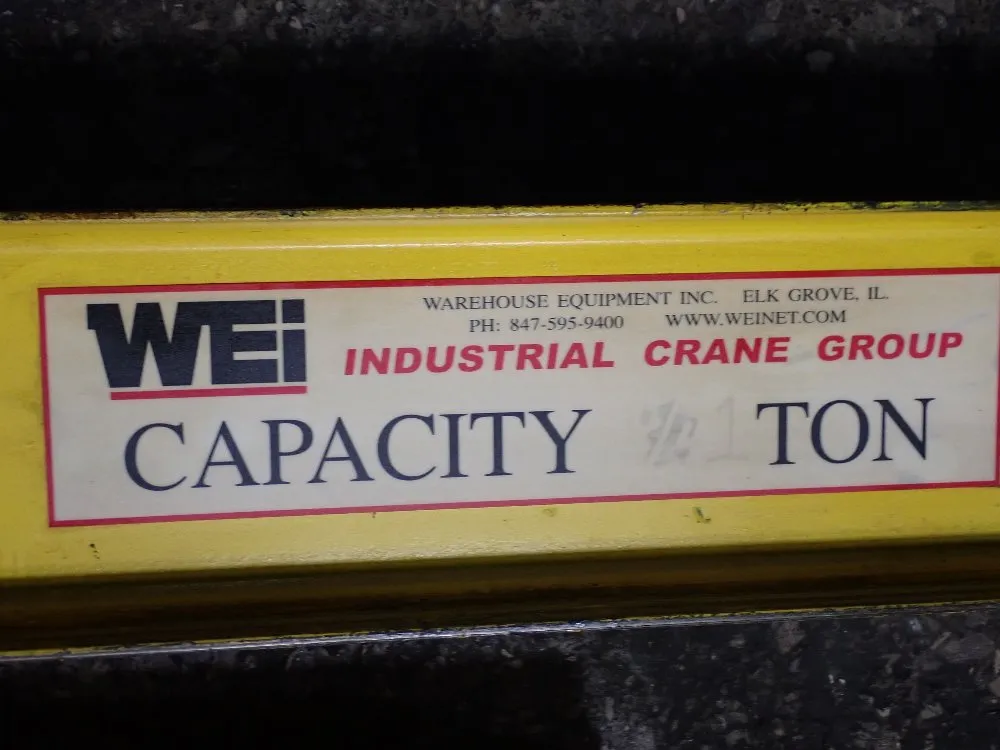 WEi
WAREHOUSE EQUIPMENT INC. ELK GROVE, IL.
PH: 847-595-9400 WWW.WEINET.COM
INDUSTRIAL CRANE GROUP
CAPACITY 1 TON